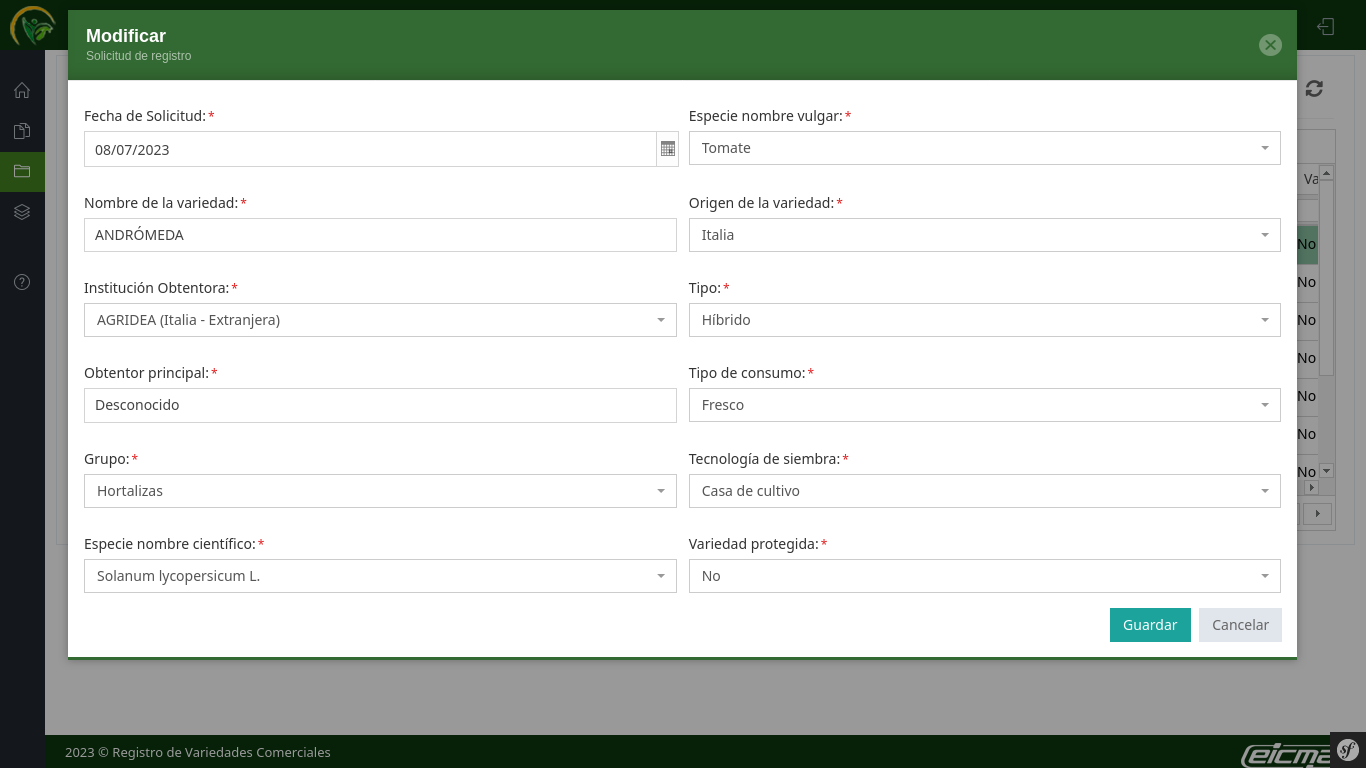 Modificar
Solicitud de registro
Fecha de Solicitud: *
08/07/2023
Especie nombre vulgar: *
Tomate
Nombre de la variedad: *
ANDRÓMEDA
Origen de la variedad: *
Italia
Institución Obtentora: *
AGRIDEA (Italia - Extranjera)
Tipo: *
Híbrido
Obtentor principal: *
Desconocido
Tipo de consumo: *
Fresco
Grupo: *
Hortalizas
Tecnología de siembra: *
Casa de cultivo
Especie nombre científico: *
Solanum lycopersicum L.
Variedad protegida: *
No
Guardar
Cancelar
Va
No
No
No
No
No
No
No
2023 © Registro de Variedades Comerciales
eicma
sf